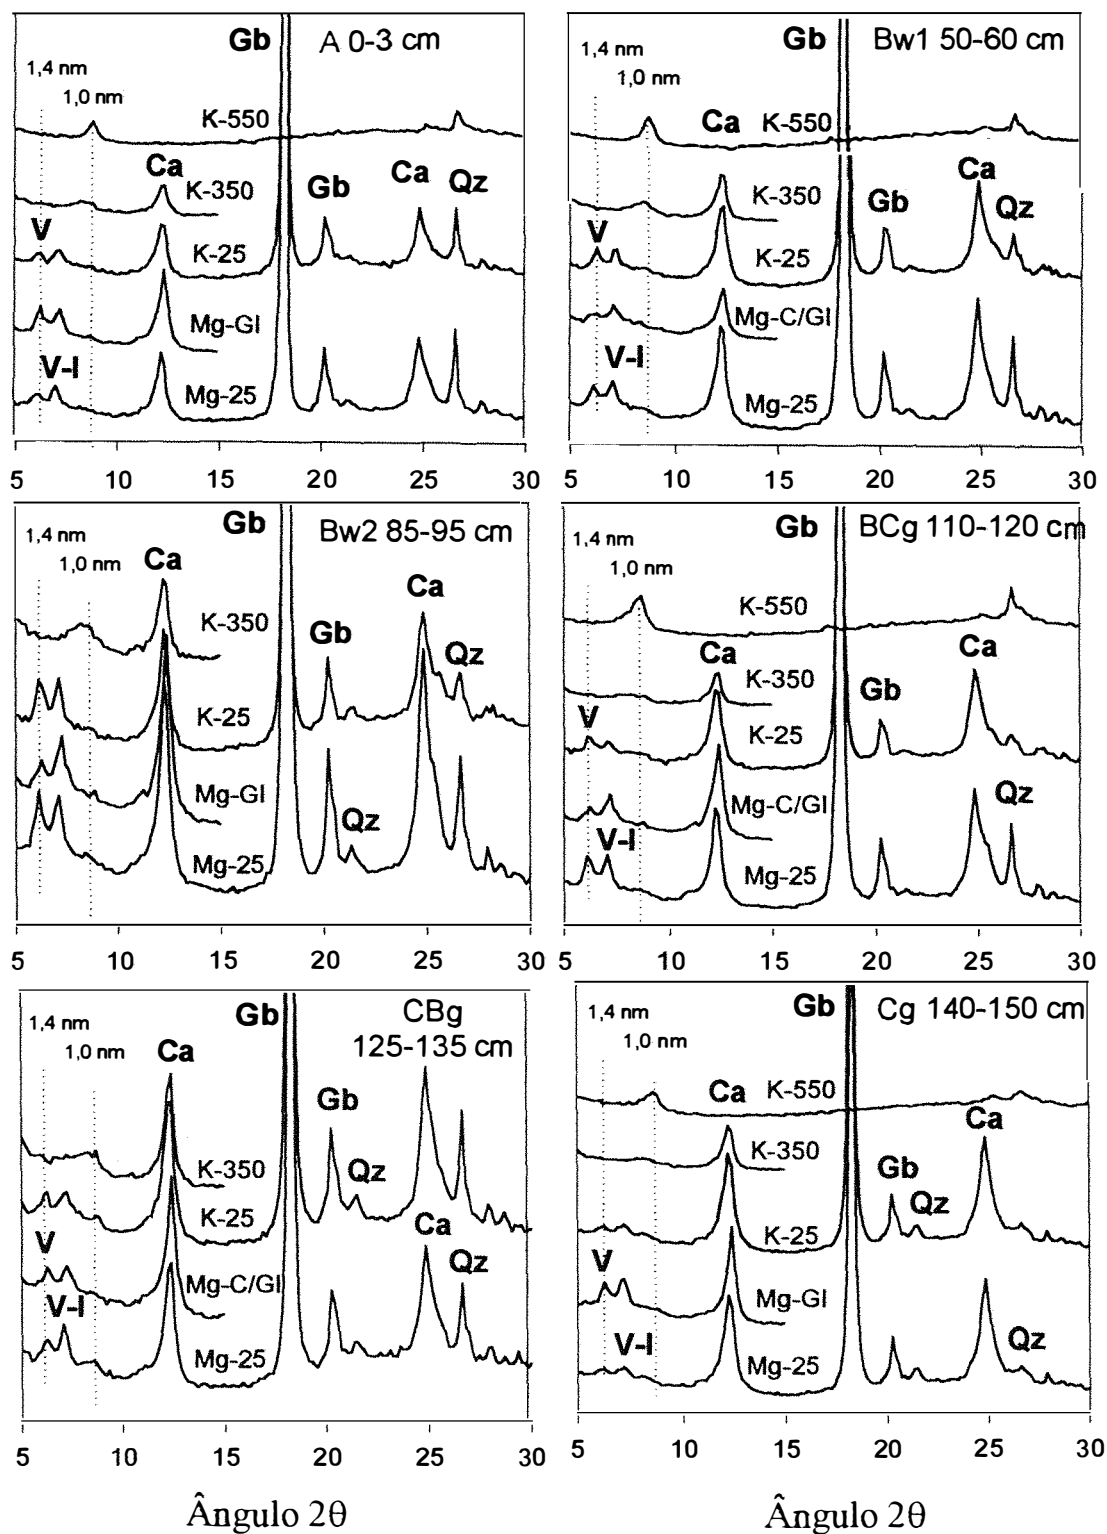 Gb
A 0-3 cm
1,4 nm
1,0 nm
K-550
Ca
K-350
Gb
Ca
Qz
V
K-25
Mg-Gl
V-I
Mg-25
5 10 15 20 25 30
Gb
Bw1 50-60 cm
1,4 nm
1,0 nm
Ca
K-550
K-350
Ca
Gb
Qz
V
K-25
Mg-C/Gl
V-I
Mg-25
5 10 15 20 25 30
Gb
Bw2 85-95 cm
1,4 nm
1,0 nm
Ca
Ca
K-350
Gb
Qz
K-25
Mg-Gl
Qz
Mg-25
5 10 15 20 25 30
Gb
BCg 110-120 cm
1,4 nm
1,0 nm
K-550
Ca
Ca
K-350
Gb
V
K-25
Qz
Mg-C/Gl
V-I
Mg-25
5 10 15 20 25 30
Gb
CBg
125-135 cm
1,4 nm
1,0 nm
Ca
Gb
K-350
Qz
K-25
Ca
V
Qz
Mg-C/Gl
V-I
Mg-25
5 10 15 20 25 30
Ângulo 2θ
Gb
Cg 140-150 cm
1,4 nm
1,0 nm
Ca
K-550
Ca
K-350
Gb
Qz
K-25
V
Mg-Gl
V-I
Qz
Mg-25
5 10 15 20 25 30
Ângulo 2θ